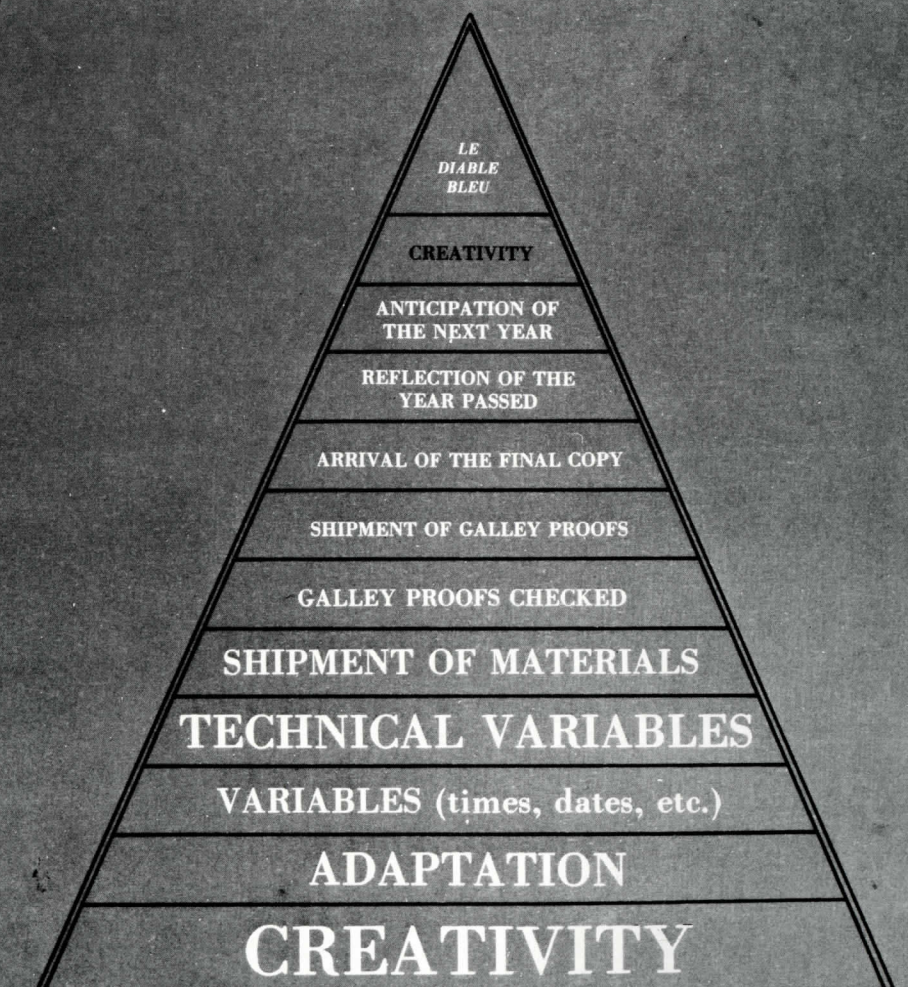 LE
DIABLE
BLEU
CREATIVITY
ANTICIPATION OF
THE NEXT YEAR
REFLECTION OF THE
YEAR PASSED
ARRIVAL OF THE FINAL COPY
SHIPMENT OF GALLEY PROOFS
GALLEY PROOFS CHECKED
SHIPMENT OF MATERIALS
TECHNICAL VARIABLES
VARIABLES (times, dates, etc.)
ADAPTATION
CREATIVITY